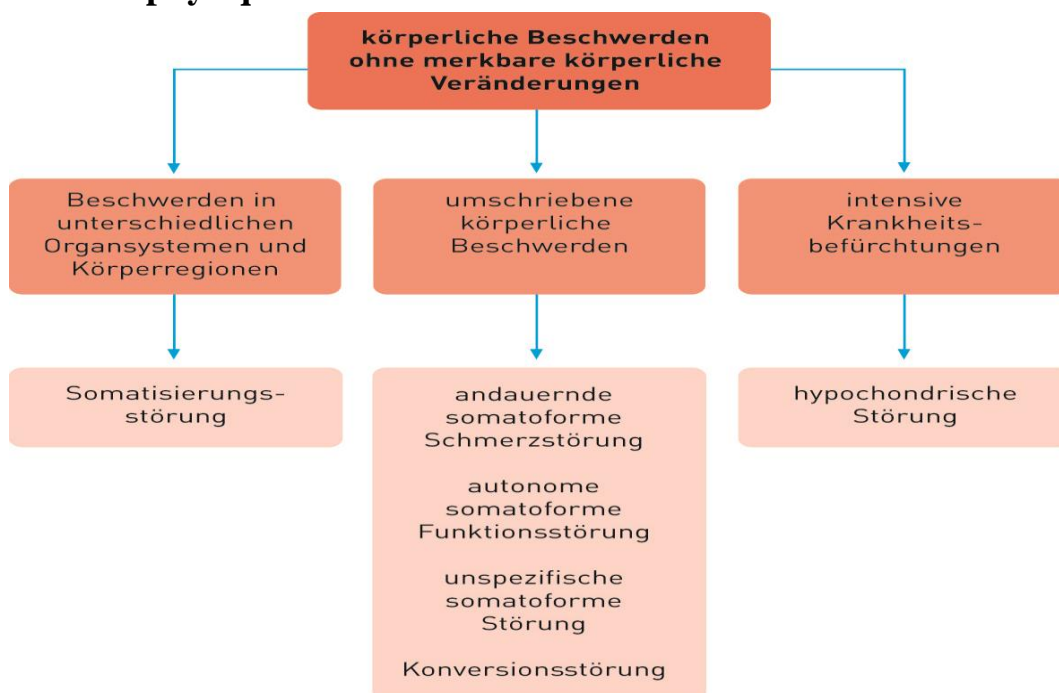 körperliche Beschwerden
ohne merkbare körperliche
Veränderungen
Beschwerden in
unterschiedlichen
Organsystemen und
Körperregionen
umschriebene
körperliche
Beschwerden
intensive
Krankheits-
befürchtungen
Somatisierungs-
störung
andauernde
somatoforme
Schmerzstörung
autonome
somatoforme
Funktionsstörung
unspezifische
somatoforme
Störung
Konversionsstörung
hypochondrische
Störung